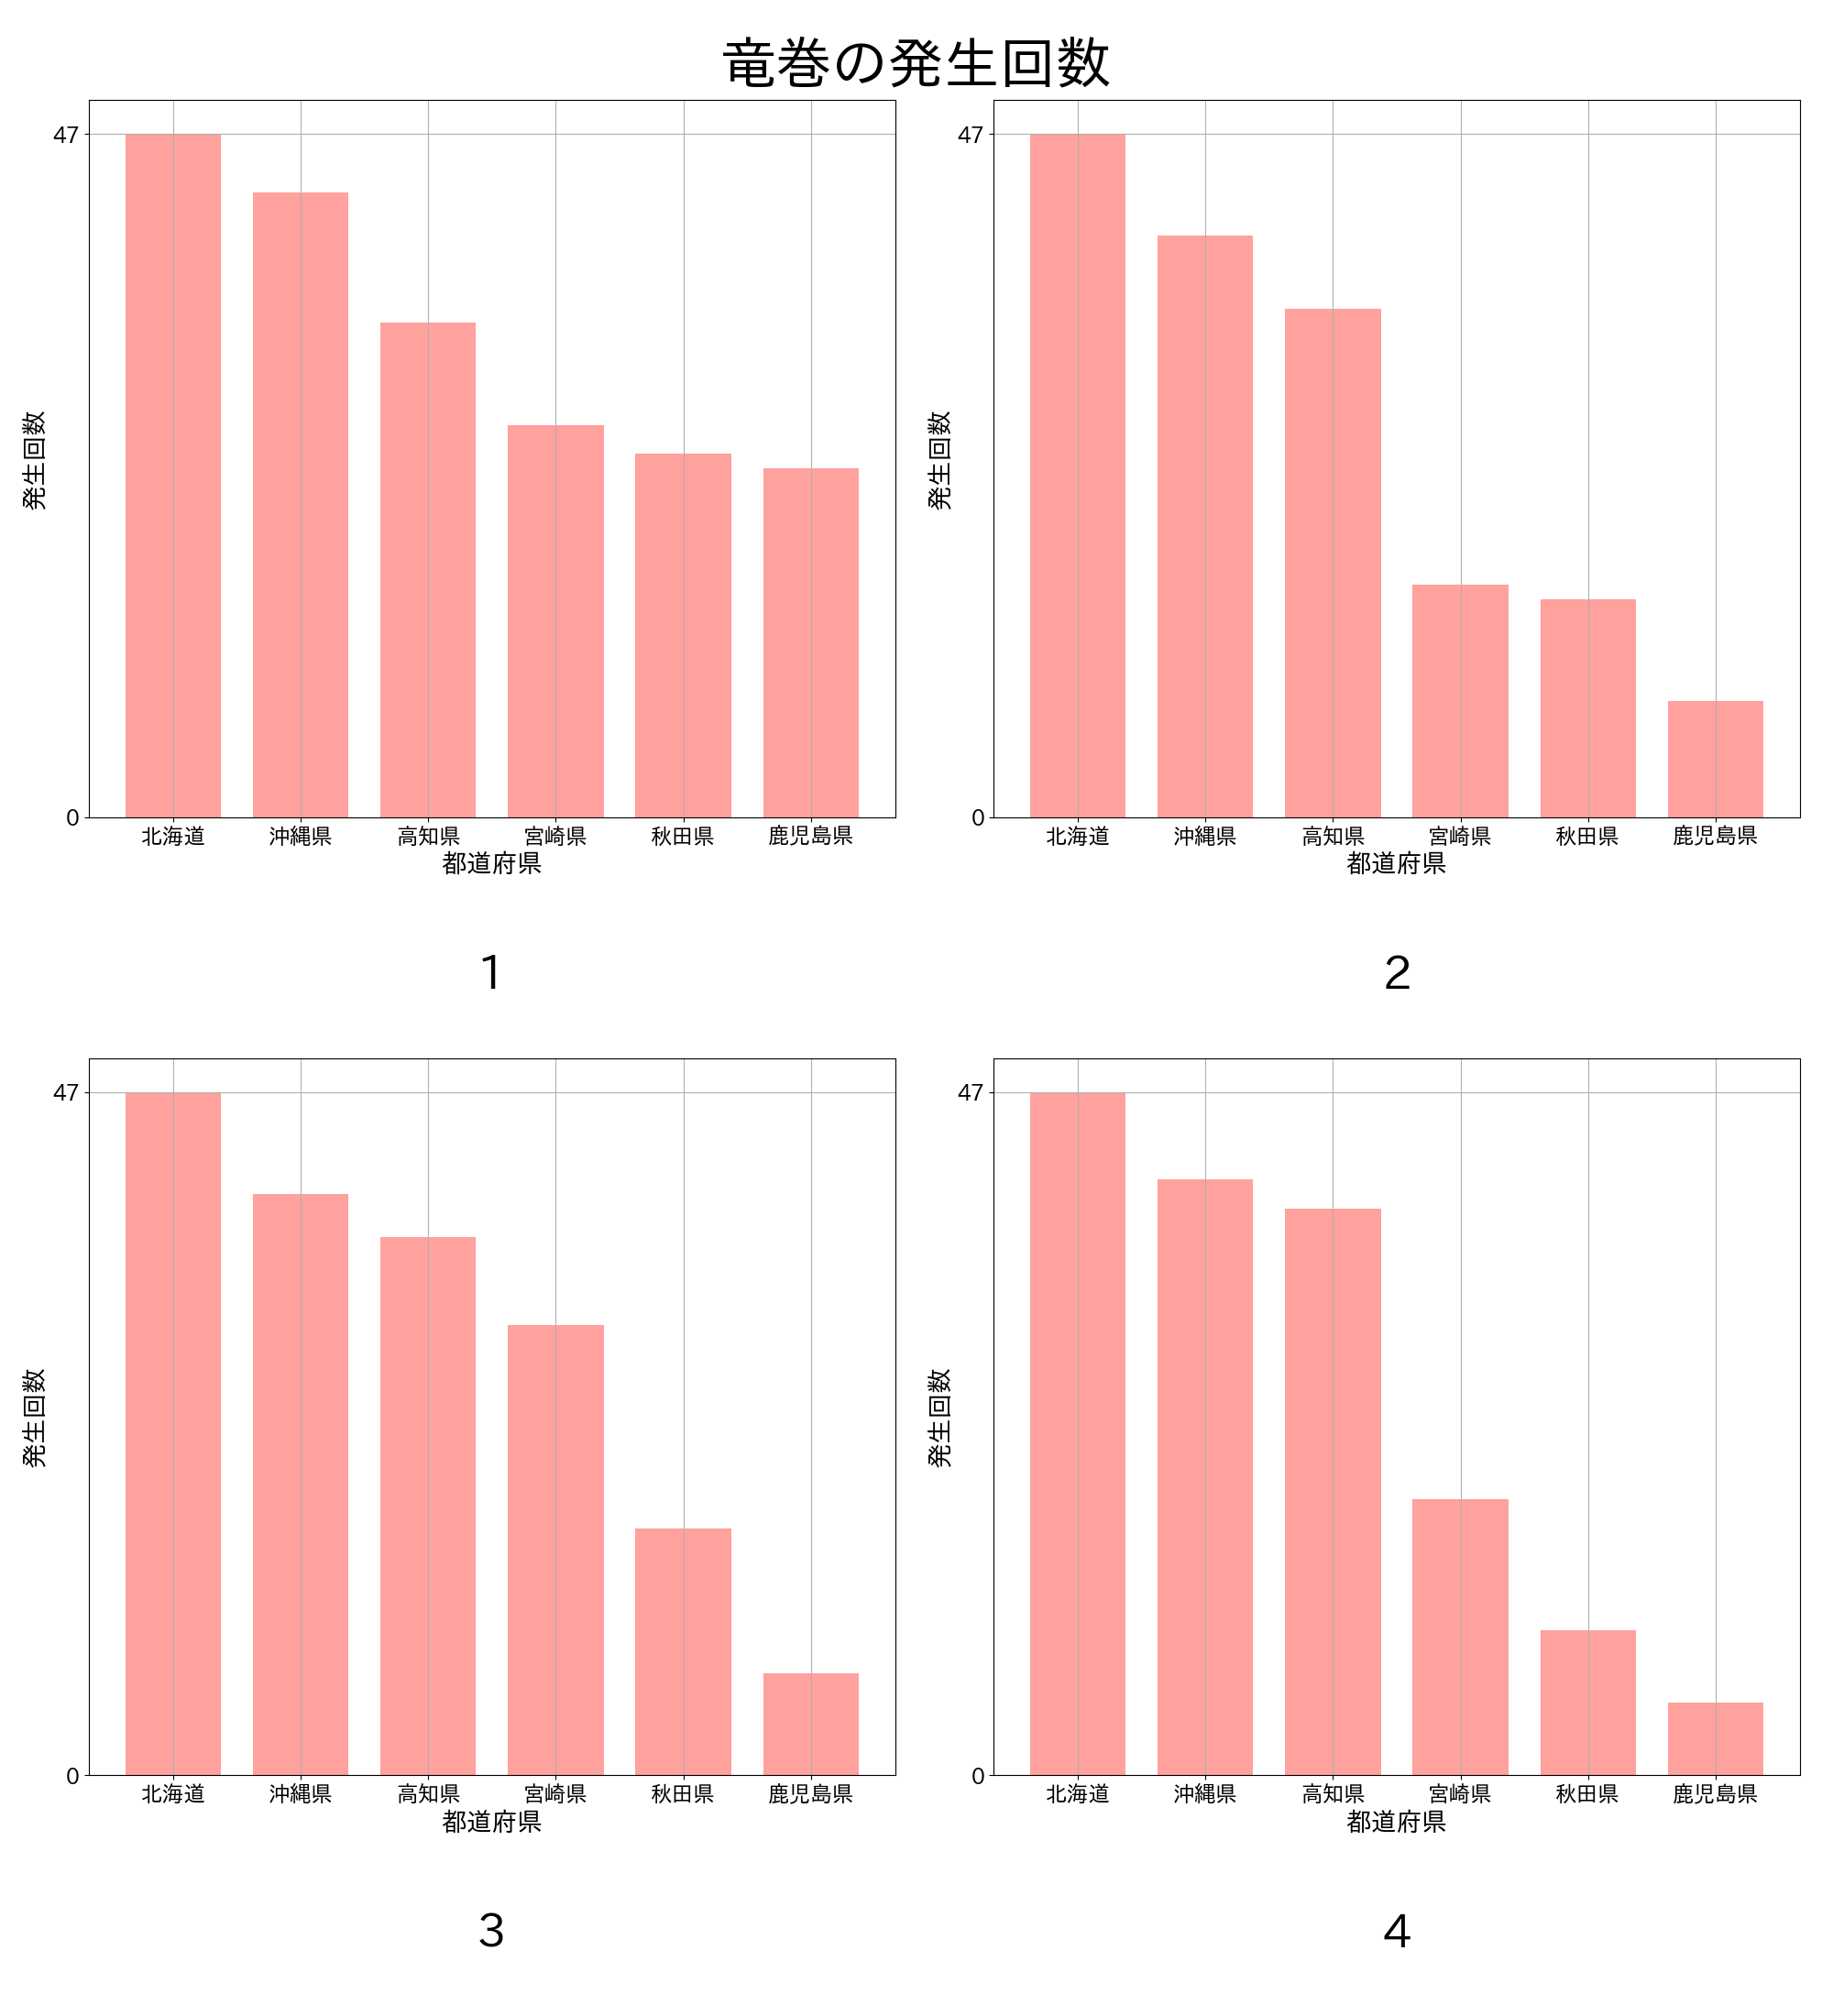 竜巻の発生回数
47
発生回数
0
北海道 沖縄県 高知県 宮崎県 秋田県 鹿児島県
都道府県
1
47
発生回数
0
北海道 沖縄県 高知県 宮崎県 秋田県 鹿児島県
都道府県
2
47
発生回数
0
北海道 沖縄県 高知県 宮崎県 秋田県 鹿児島県
都道府県
3
47
発生回数
0
北海道 沖縄県 高知県 宮崎県 秋田県 鹿児島県
都道府県
4